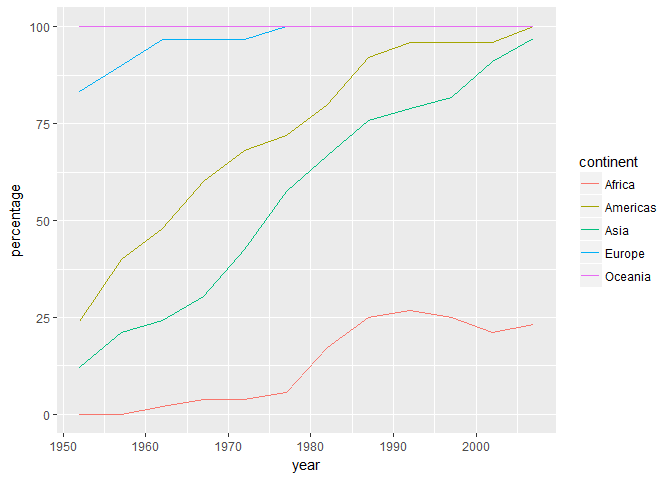 100
75
50
25
0
percentage
1950 1960 1970 1980 1990 2000
year
continent
Africa
Americas
Asia
Europe
Oceania